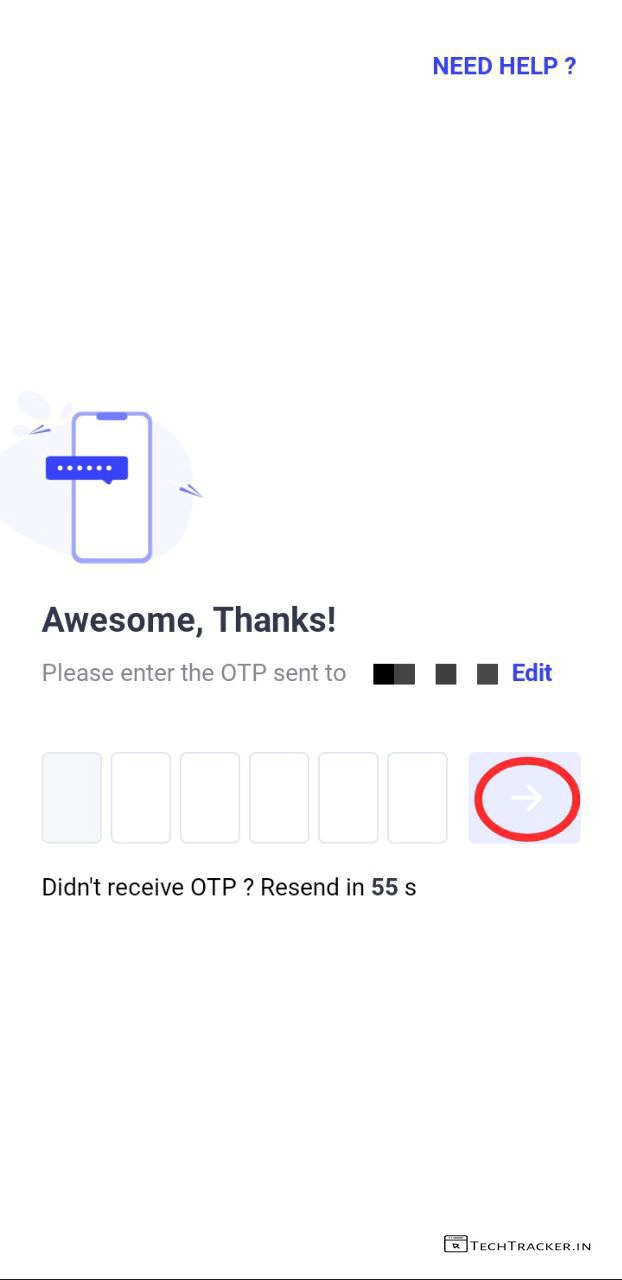 NEED HELP ?
Awesome, Thanks!
Please enter the OTP sent to Edit
Didn't receive OTP ? Resend in 55 s
TECHTRACKER.IN